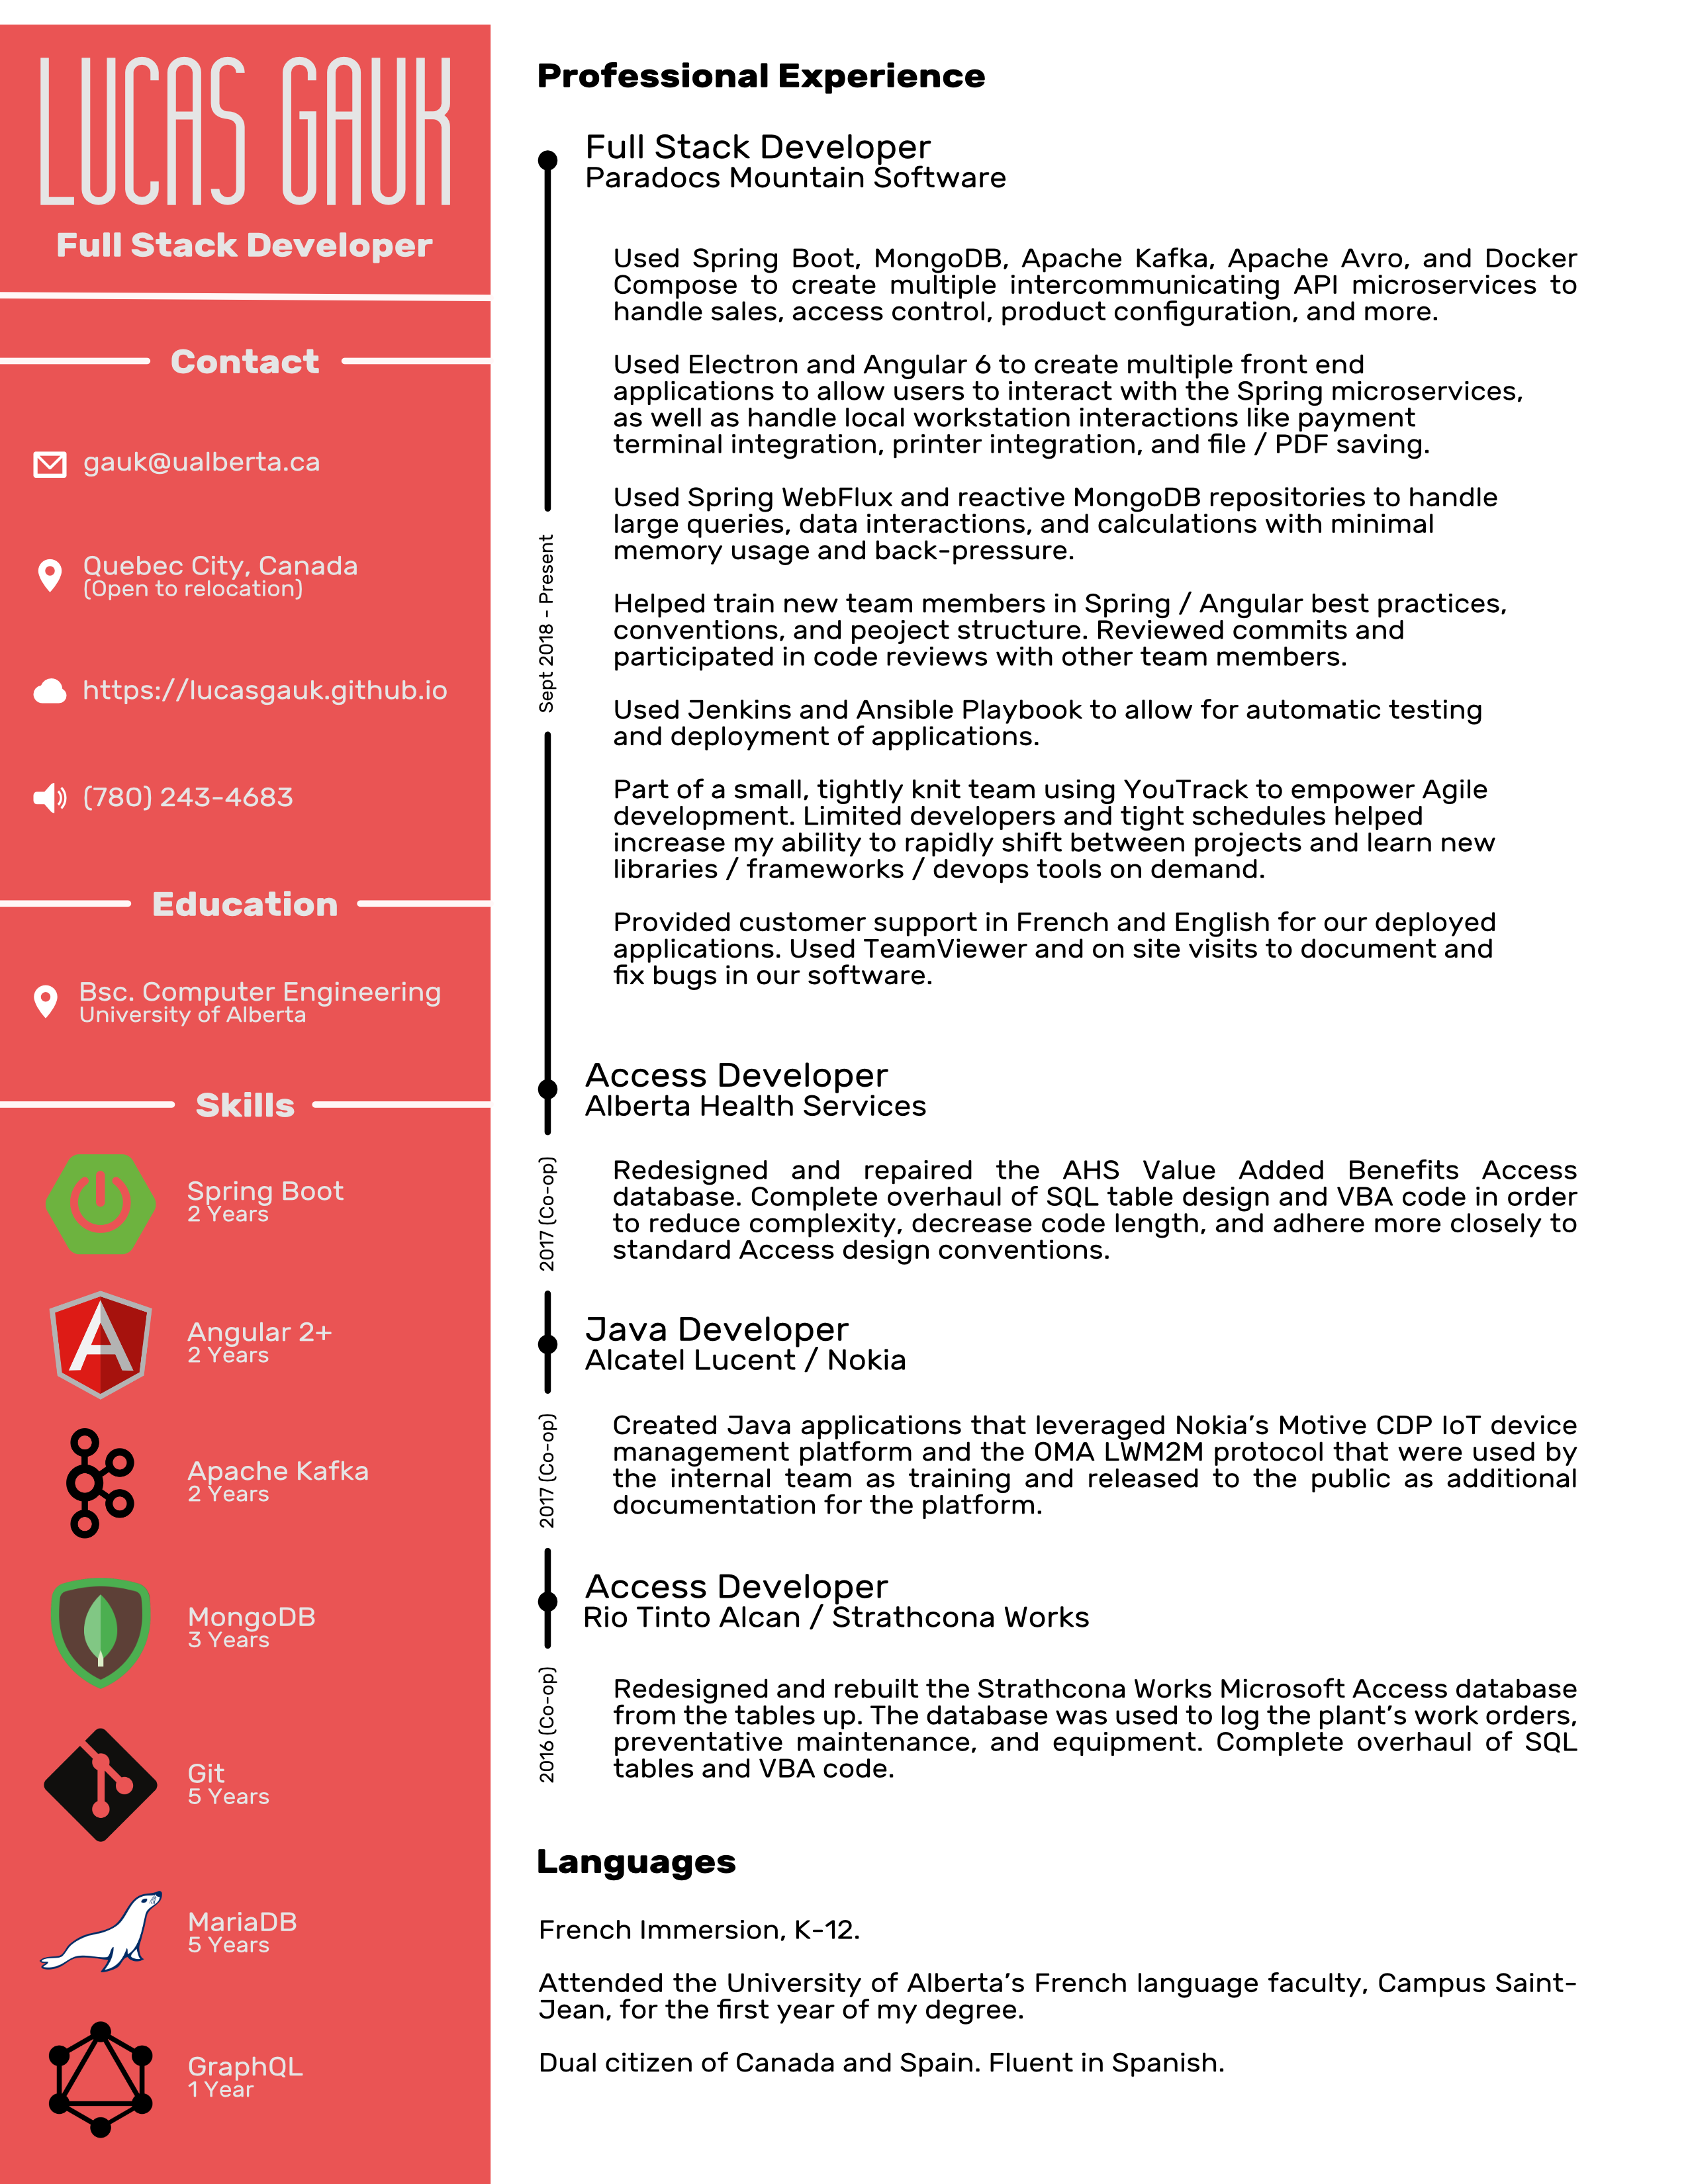 LUCAS GAUK
Full Stack Developer
Contact
gauk@ualberta.ca
Quebec City, Canada
(Open to relocation)
https://lucasgauk.github.io
(780) 243-4683
Education
Bsc. Computer Engineering
University of Alberta
Skills
Spring Boot
2 Years
Angular 2+
2 Years
Apache Kafka
2 Years
MongoDB
3 Years
Git
5 Years
MariaDB
5 Years
GraphQL
1 Year
Professional Experience
Full Stack Developer
Paradocs Mountain Software
Sept 2018 - Present
Used Spring Boot, MongoDB, Apache Kafka, Apache Avro, and Docker
Compose to create multiple intercommunicating API microservices to
handle sales, access control, product configuration, and more.
Used Electron and Angular 6 to create multiple front end
applications to allow users to interact with the Spring microservices,
as well as handle local workstation interactions like payment
terminal integration, printer integration, and file / PDF saving.
Used Spring WebFlux and reactive MongoDB repositories to handle
large queries, data interactions, and calculations with minimal
memory usage and back-pressure.
Helped train new team members in Spring / Angular best practices,
conventions, and peoject structure. Reviewed commits and
participated in code reviews with other team members.
Used Jenkins and Ansible Playbook to allow for automatic testing
and deployment of applications.
Part of a small, tightly knit team using YouTrack to empower Agile
development. Limited developers and tight schedules helped
increase my ability to rapidly shift between projects and learn new
libraries / frameworks / devops tools on demand.
Provided customer support in French and English for our deployed
applications. Used TeamViewer and on site visits to document and
fix bugs in our software.
Access Developer
Alberta Health Services
2017 (Co-op)
Redesigned and repaired the AHS Value Added Benefits Access
database. Complete overhaul of SQL table design and VBA code in order
to reduce complexity, decrease code length, and adhere more closely to
standard Access design conventions.
Java Developer
Alcatel Lucent / Nokia
2017 (Co-op)
Created Java applications that leveraged Nokia's Motive CDP IoT device
management platform and the OMA LWM2M protocol that were used by
the internal team as training and released to the public as additional
documentation for the platform.
Access Developer
Rio Tinto Alcan / Strathcona Works
2016 (Co-op)
Redesigned and rebuilt the Strathcona Works Microsoft Access database
from the tables up. The database was used to log the plant's work orders,
preventative maintenance, and equipment. Complete overhaul of SQL
tables and VBA code.
Languages
French Immersion, K-12.
Attended the University of Alberta's French language faculty, Campus Saint-
Jean, for the first year of my degree.
Dual citizen of Canada and Spain. Fluent in Spanish.